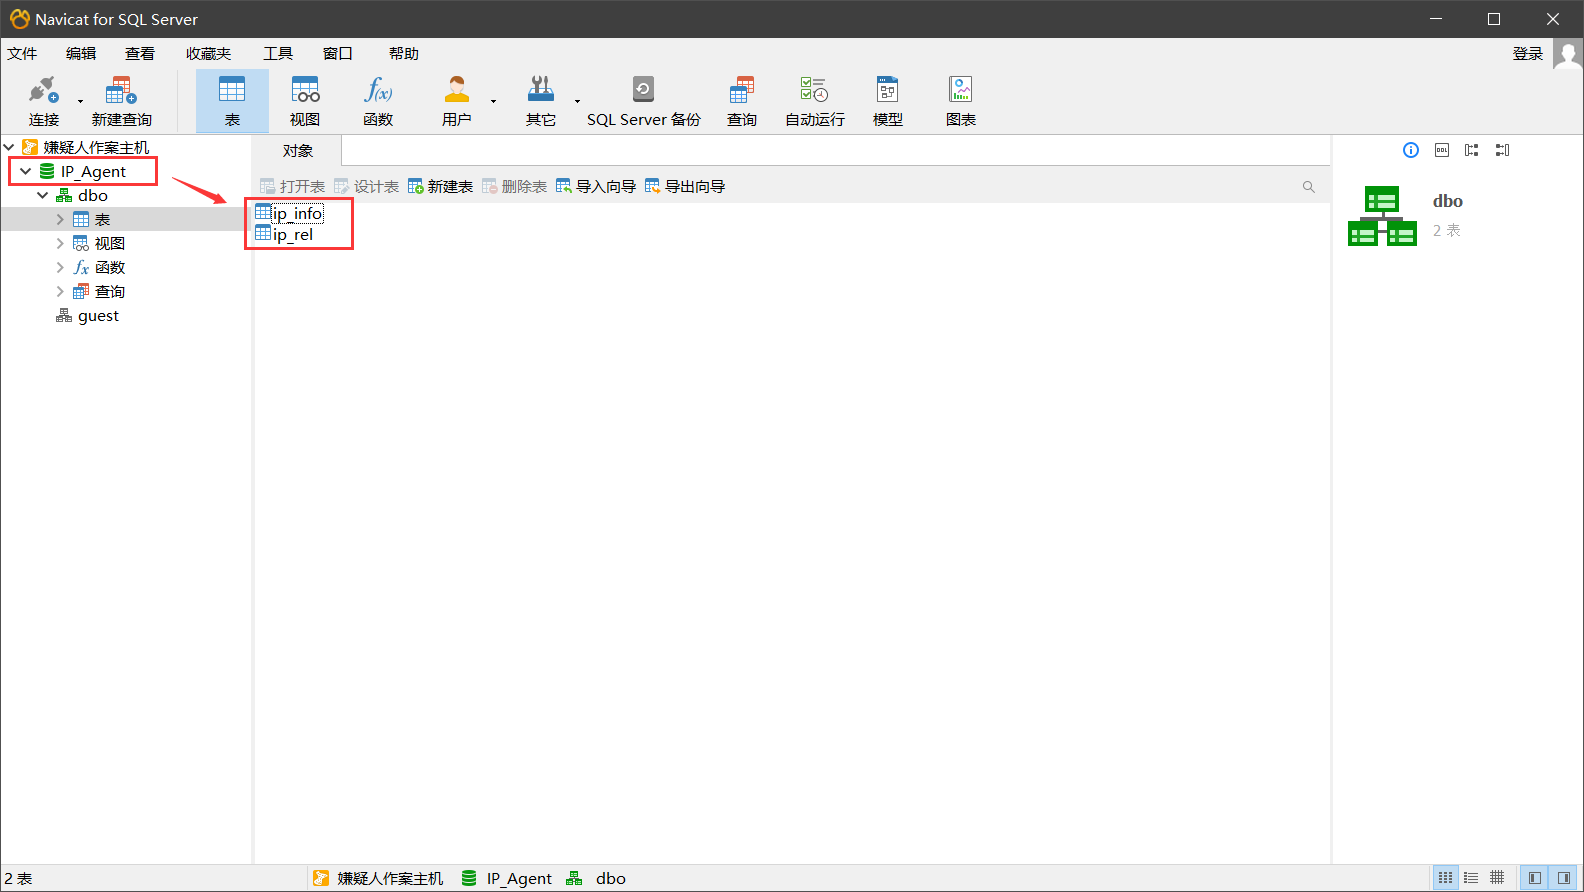 Navicat for SQL Server
文件 编辑 查看 收藏夹 工具 窗口 帮助 登录
连接 新建查询 表 视图 函数 用户 其它 SQL Server 备份 查询 自动运行 模型 图表
嫌疑人作案主机
IP_Agent
dbo
表
视图
函数
查询
guest
对象
打开表 设计表 新建表 删除表 导入向导 导出向导
ip_info
ip_rel
DDL
dbo
2 表
2 表 嫌疑人作案主机 IP_Agent dbo